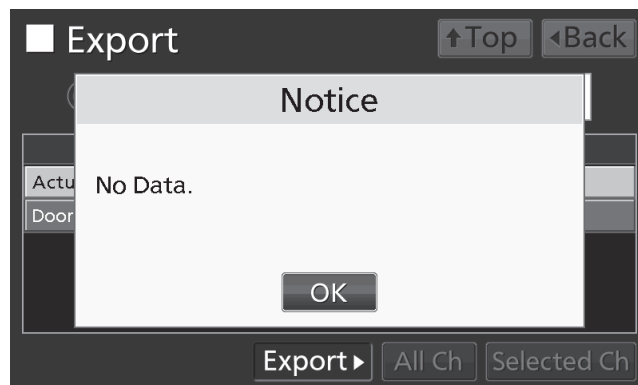 Export
↑Top
◂Back
Notice
Actu
No Data.
Door
OK
Export▸
All Ch
Selected Ch